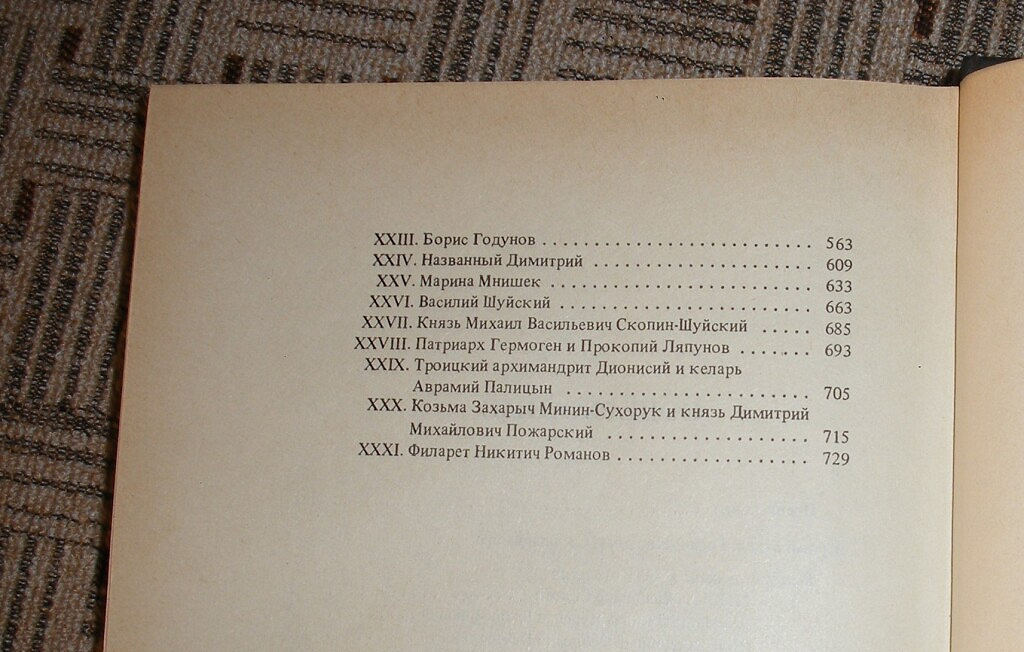 XXIII. Борис Годунов . . . . . . . . . . . . . . . . . . . . . . . . . . 563
XXIV. Названный Димитрий . . . . . . . . . . . . . . . . . . . . . 609
XXV. Марина Мнишек . . . . . . . . . . . . . . . . . . . . . . . . . 633
XXVI. Василий Шуйский . . . . . . . . . . . . . . . . . . . . . . . . 663
XXVII. Князь Михаил Васильевич Скопин-Шуйский . . . . . 685
XXVIII. Патриарх Гермоген и Прокопий Ляпунов . . . . . . . 693
XXIX. Троицкий архимандрит Дионисий и келарь
Аврамий Палицын . . . . . . . . . . . . . . . . . . . . . . . 705
XXX. Козьма Захарыч Минин-Сухорук и князь Димитрий
Михайлович Пожарский . . . . . . . . . . . . . . . . . . . 715
XXXI. Филарет Никитич Романов . . . . . . . . . . . . . . . . . . 729